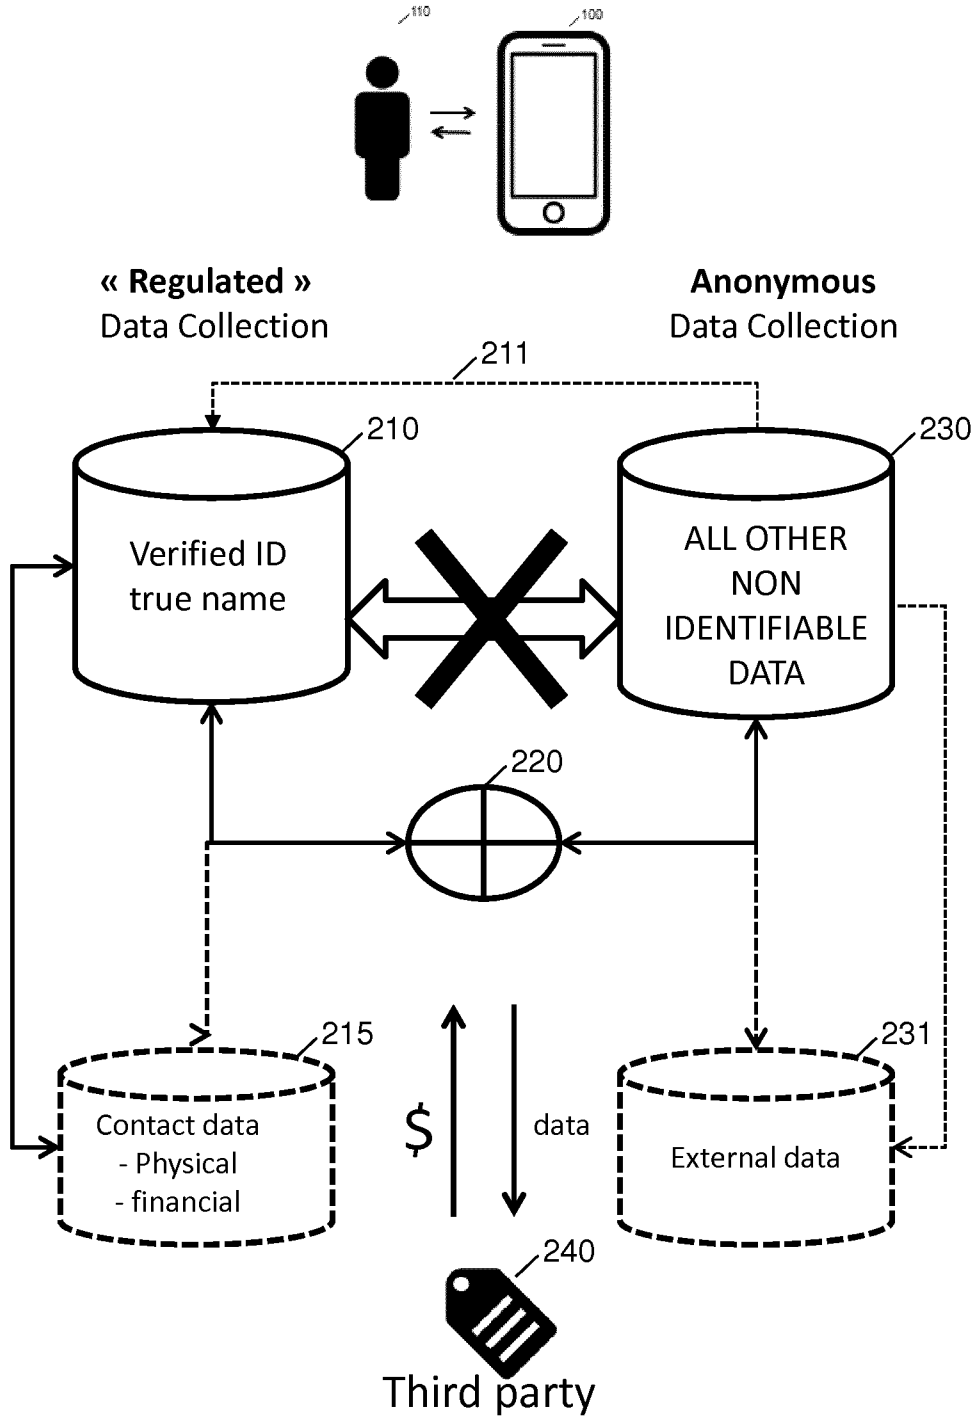 110
100
« Regulated »
Data Collection
Anonymous
Data Collection
211
210
230
Verified ID
true name
ALL OTHER
NON
IDENTIFIABLE
DATA
220
215
231
Contact data
- Physical
- financial
$
data
External data
240
Third party